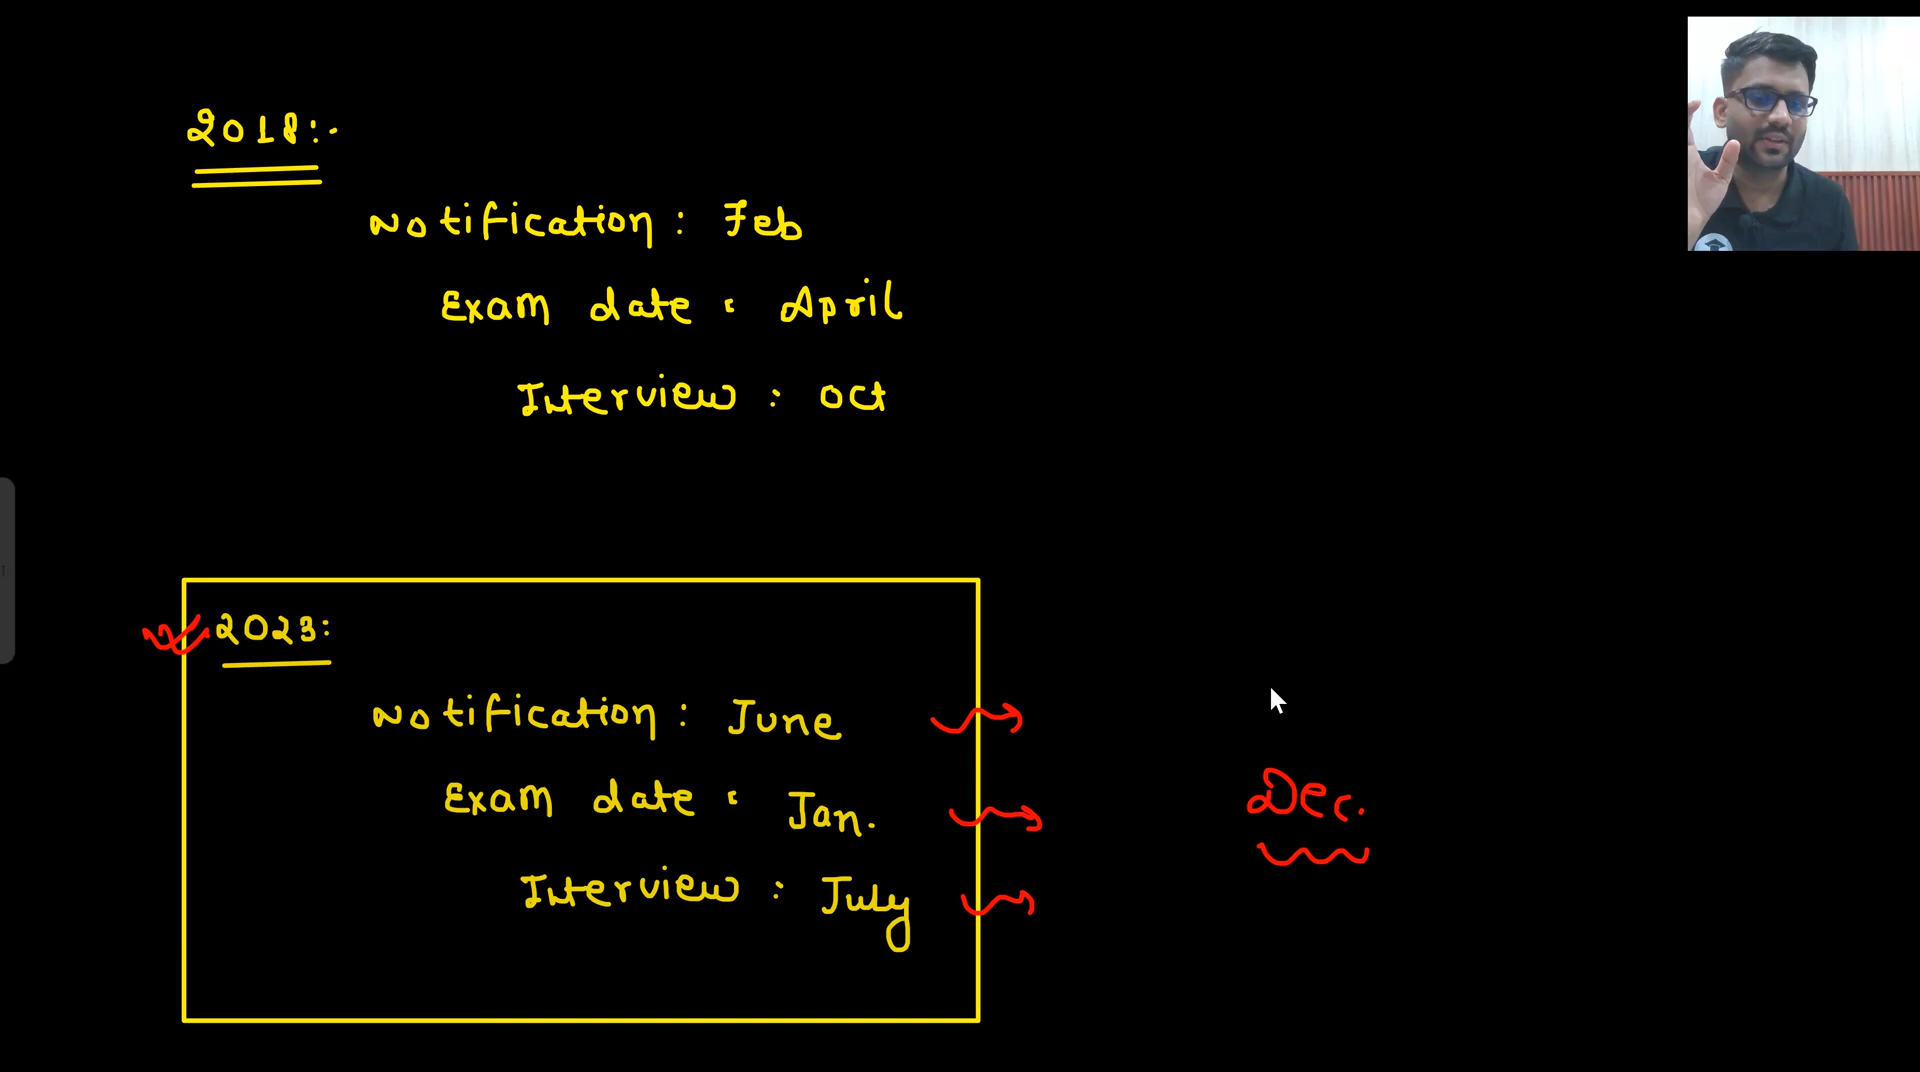 2018:-
Notification: Feb
Exam date: April
Interview: Oct
2023:
Notification: June
Exam date: Jan.
Dec.
Interview: July